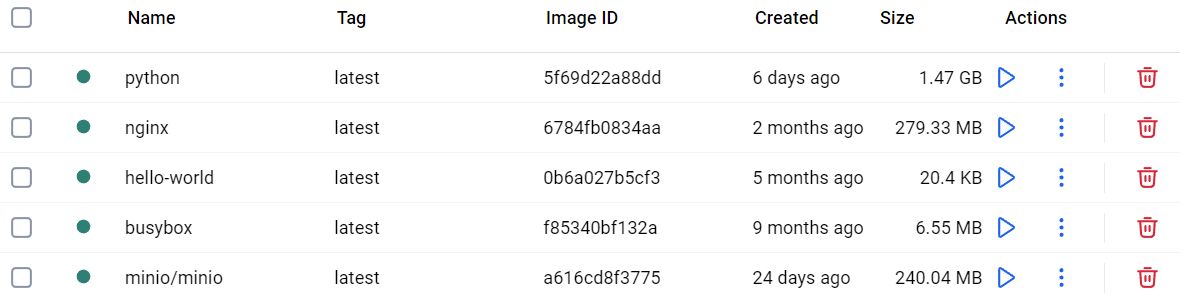 Name Tag Image ID Created Size Actions
python latest 5f69d22a88dd 6 days ago 1.47 GB
nginx latest 6784fb0834aa 2 months ago 279.33 MB
hello-world latest 0b6a027b5cf3 5 months ago 20.4 KB
busybox latest f85340bf132a 9 months ago 6.55 MB
minio/minio latest a616cd8f3775 24 days ago 240.04 MB